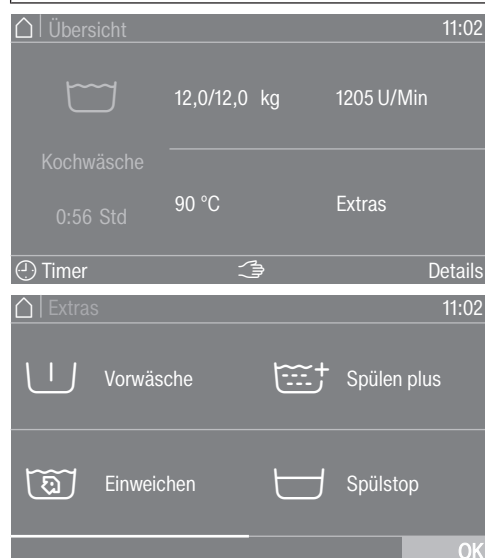 Übersicht 11:02
12,0/12,0 kg 1205 U/Min
Kochwäsche
90 °C Extras
0:56 Std
Timer Details
Extras 11:02
Vorwäsche Spülen plus
Einweichen Spülstop
OK